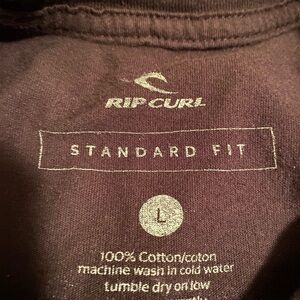 RIP CURL
STANDARD FIT
L
100% Cotton/coton
machine wash in cold water
tumble dry on low